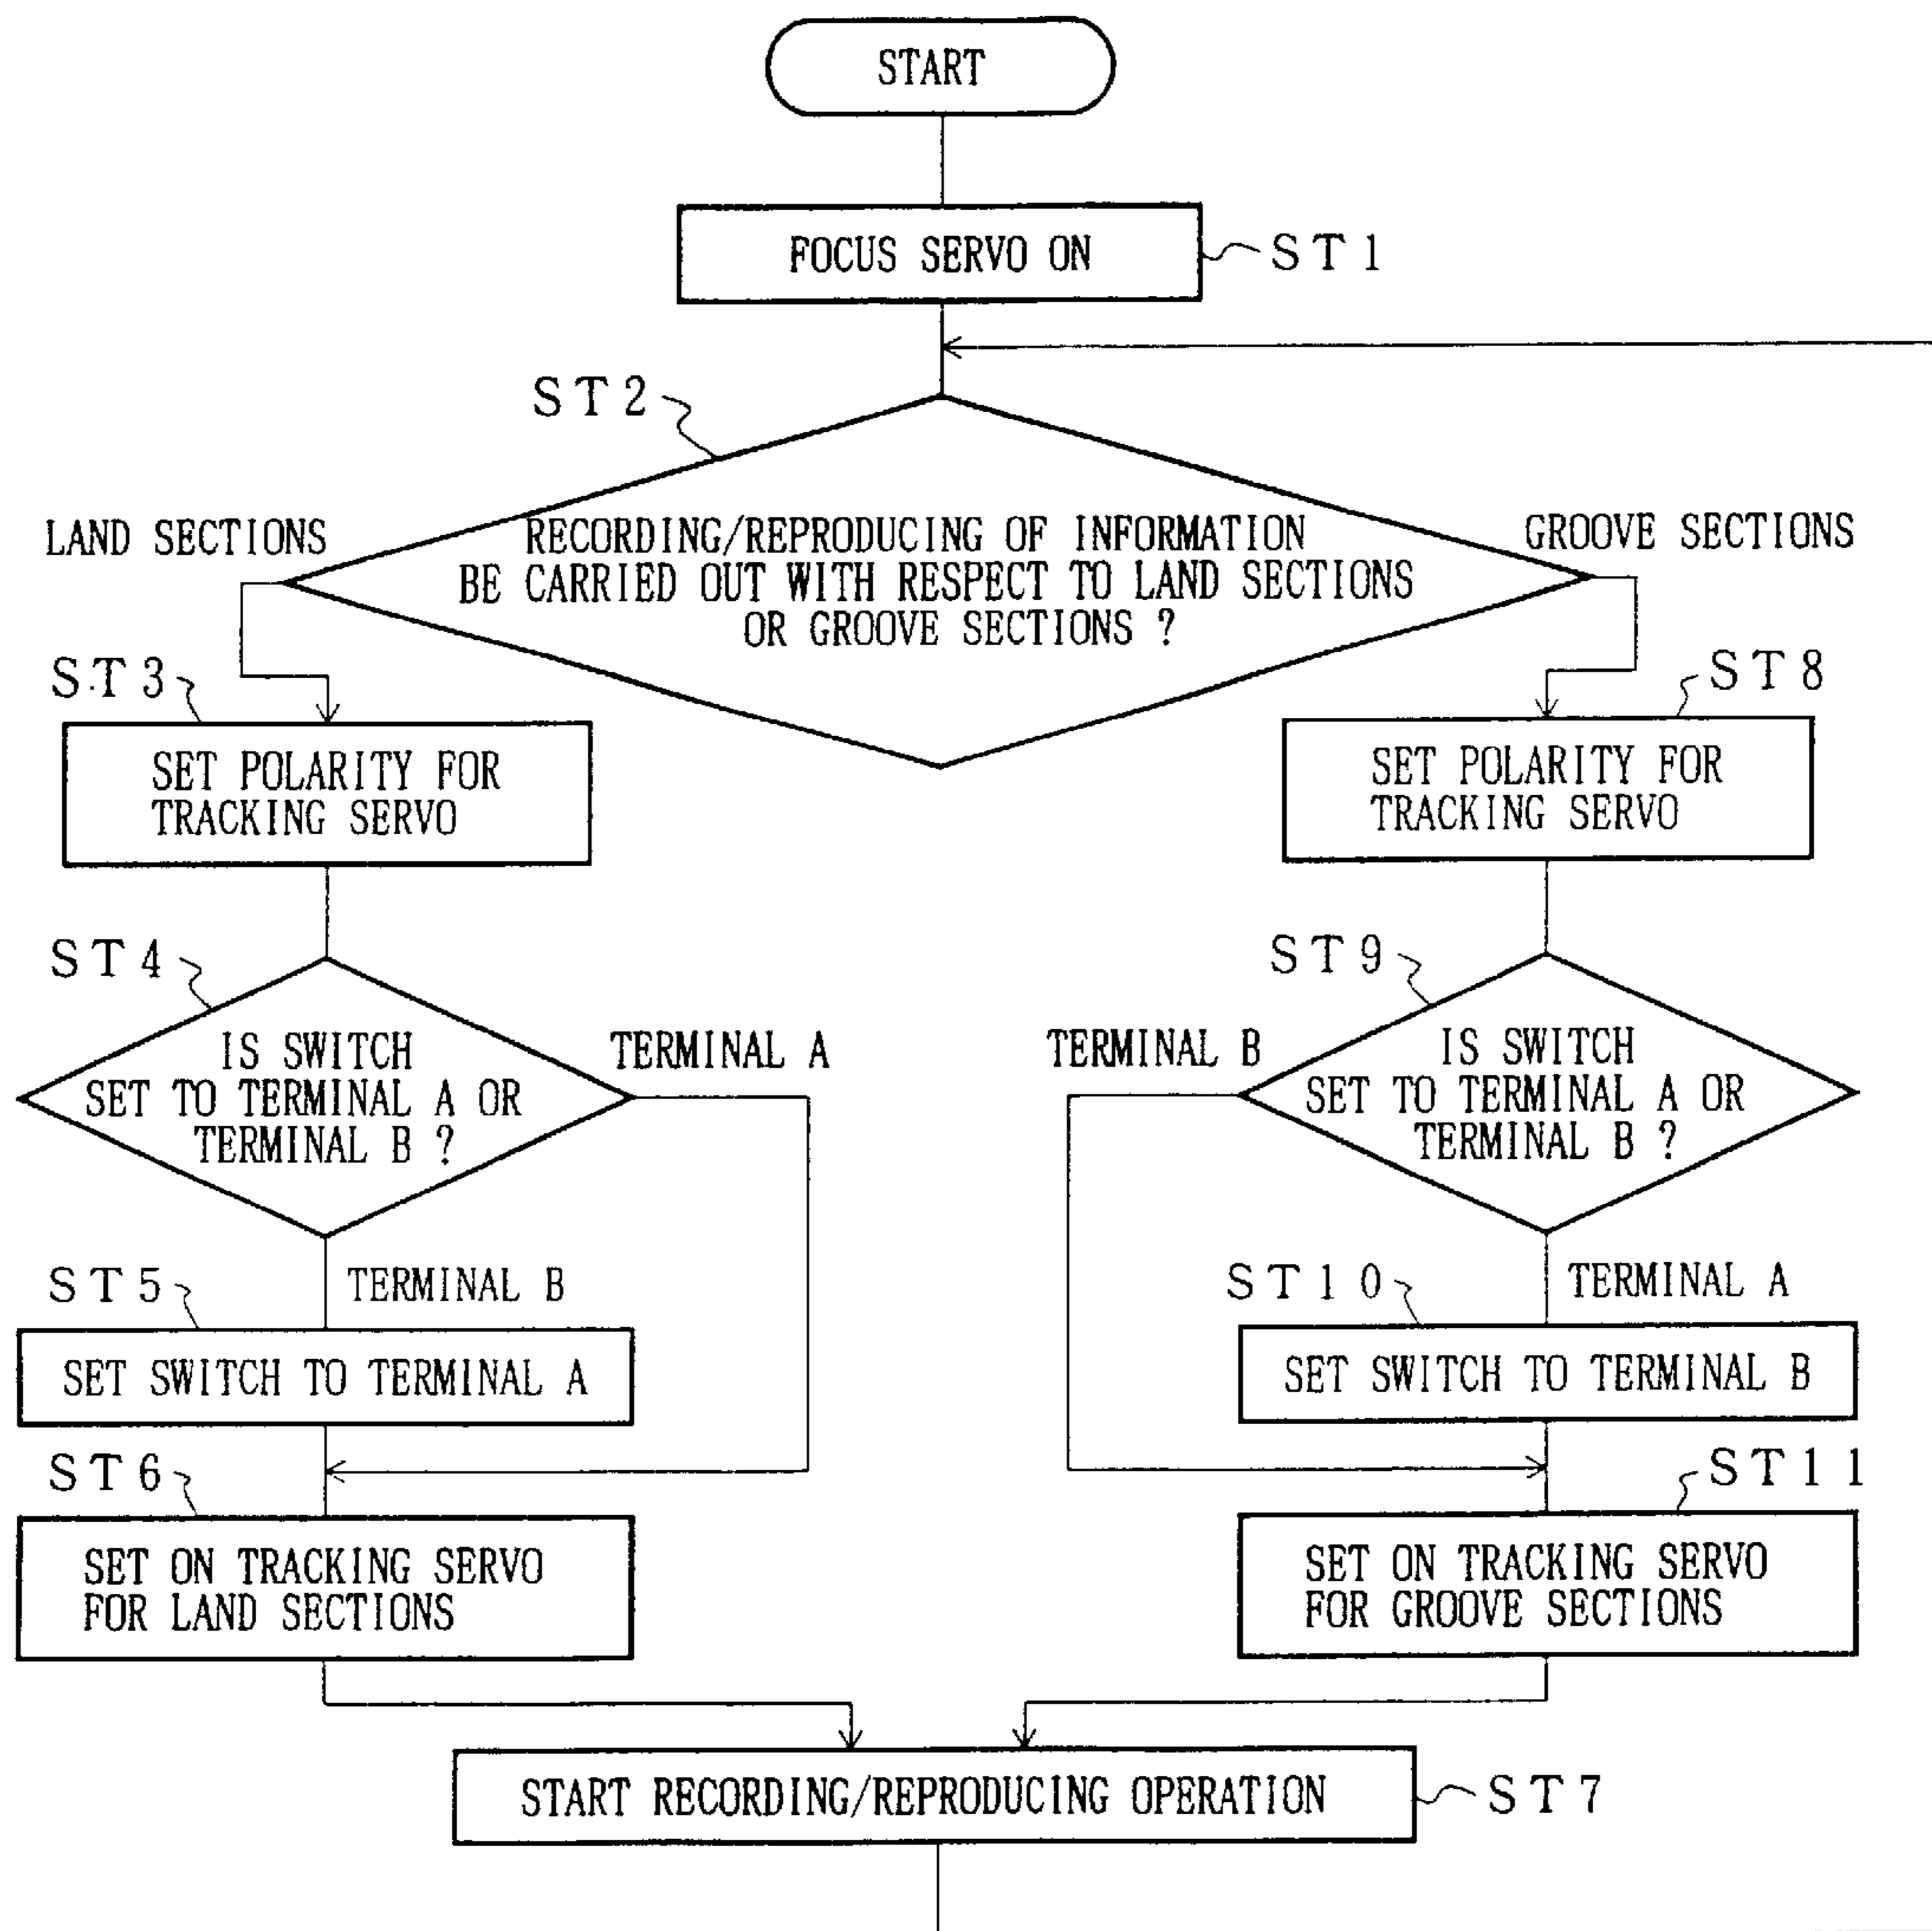 START
FOCUS SERVO ON
ST1
ST2
LAND SECTIONS
GROOVE SECTIONS
RECORDING/REPRODUCING OF INFORMATION
BE CARRIED OUT WITH RESPECT TO LAND SECTIONS
OR GROOVE SECTIONS ?
ST3
SET POLARITY FOR
TRACKING SERVO
ST8
SET POLARITY FOR
TRACKING SERVO
ST4
IS SWITCH
SET TO TERMINAL A OR
TERMINAL B ?
TERMINAL A
ST9
TERMINAL B
IS SWITCH
SET TO TERMINAL A OR
TERMINAL B ?
ST5
TERMINAL B
SET SWITCH TO TERMINAL A
ST10
TERMINAL A
SET SWITCH TO TERMINAL B
ST6
SET ON TRACKING SERVO
FOR LAND SECTIONS
ST11
SET ON TRACKING SERVO
FOR GROOVE SECTIONS
START RECORDING/REPRODUCING OPERATION
ST7